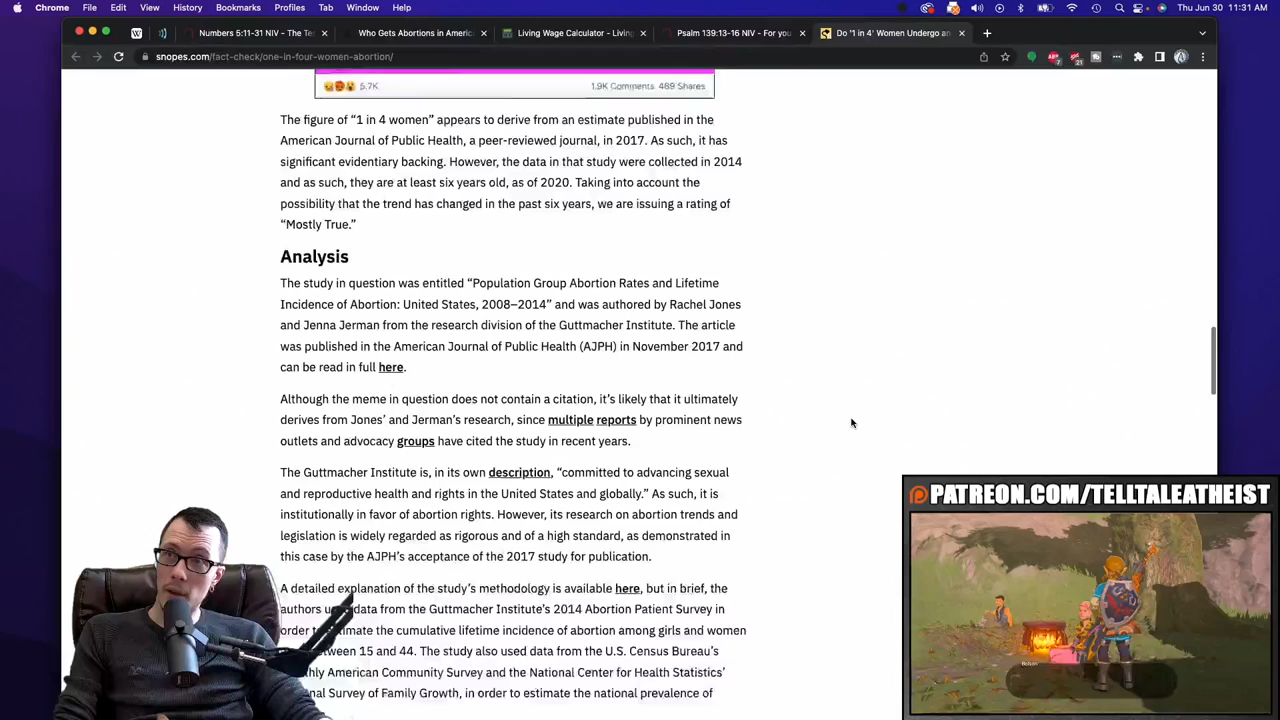 Chrome File Edit View History Bookmarks Profiles Tab Window Help
Thu Jun 30 11:31 AM
Numbers 5:11-31 NIV - The Te
Who Gets Abortions in Americ
Living Wage Calculator - Living
Psalm 139:13-16 NIV - For you
Do '1 in 4' Women Undergo an
snopes.com/fact-check/one-in-four-women-abortion/
5.7K
1.9K Comments 469 Shares
The figure of “1 in 4 women” appears to derive from an estimate published in the
American Journal of Public Health, a peer-reviewed journal, in 2017. As such, it has
significant evidentiary backing. However, the data in that study were collected in 2014
and as such, they are at least six years old, as of 2020. Taking into account the
possibility that the trend has changed in the past six years, we are issuing a rating of
“Mostly True.”
Analysis
The study in question was entitled “Population Group Abortion Rates and Lifetime
Incidence of Abortion: United States, 2008–2014” and was authored by Rachel Jones
and Jenna Jerman from the research division of the Guttmacher Institute. The article
was published in the American Journal of Public Health (AJPH) in November 2017 and
can be read in full here.
Although the meme in question does not contain a citation, it’s likely that it ultimately
derives from Jones’ and Jerman’s research, since multiple reports by prominent news
outlets and advocacy groups have cited the study in recent years.
The Guttmacher Institute is, in its own description, “committed to advancing sexual
and reproductive health and rights in the United States and globally.” As such, it is
institutionally in favor of abortion rights. However, its research on abortion trends and
legislation is widely regarded as rigorous and of a high standard, as demonstrated in
this case by the AJPH’s acceptance of the 2017 study for publication.
A detailed explanation of the study’s methodology is available here, but in brief, the
authors data from the Guttmacher Institute’s 2014 Abortion Patient Survey in
order the cumulative lifetime incidence of abortion among girls and women
between 15 and 44. The study also used data from the U.S. Census Bureau’s
American Community Survey and the National Center for Health Statistics’
Survey of Family Growth, in order to estimate the national prevalence of
PATREON.COM/TELLTALEATHEIST